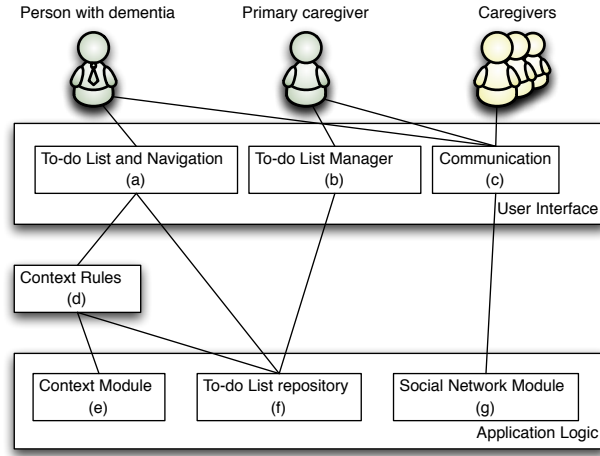 Person with dementia
Primary caregiver
Caregivers
To-do List and Navigation
(a)
To-do List Manager
(b)
Communication
(c)
User Interface
Context Rules
(d)
Context Module
(e)
To-do List repository
(f)
Social Network Module
(g)
Application Logic